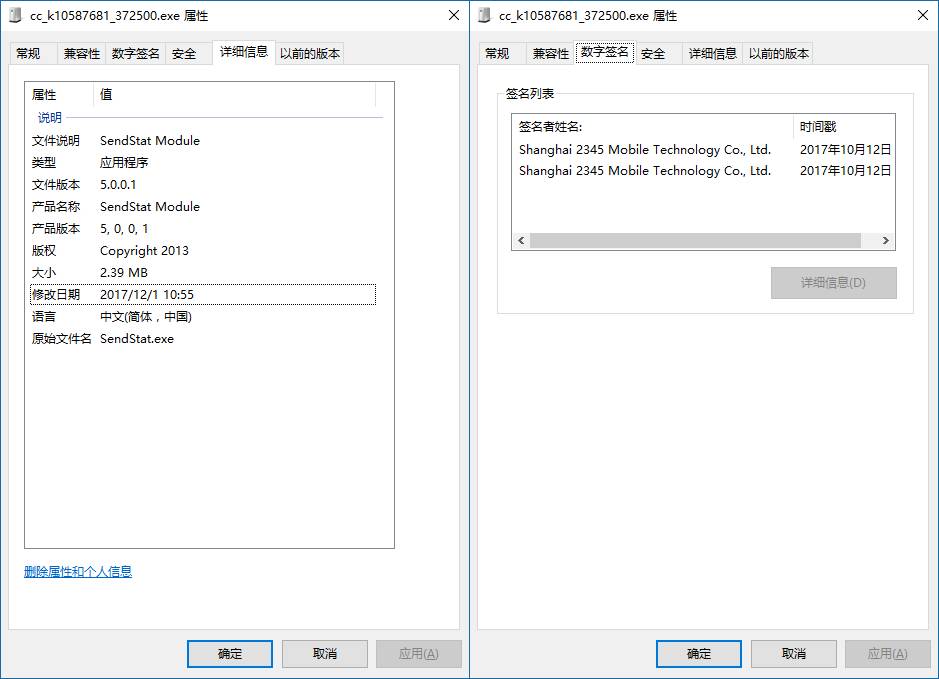 cc_k10587681_372500.exe 属性
常规 兼容性 数字签名 安全 详细信息 以前的版本
属性 值
说明
文件说明 SendStat Module
类型 应用程序
文件版本 5.0.0.1
产品名称 SendStat Module
产品版本 5, 0, 0, 1
版权 Copyright 2013
大小 2.39 MB
修改日期 2017/12/1 10:55
语言 中文(简体，中国)
原始文件名 SendStat.exe
删除属性和个人信息
确定 取消 应用(A)
cc_k10587681_372500.exe 属性
常规 兼容性 数字签名 安全 详细信息 以前的版本
签名列表
签名者姓名: 时间戳
Shanghai 2345 Mobile Technology Co., Ltd. 2017年10月12日
Shanghai 2345 Mobile Technology Co., Ltd. 2017年10月12日
详细信息(D)
确定 取消 应用(A)